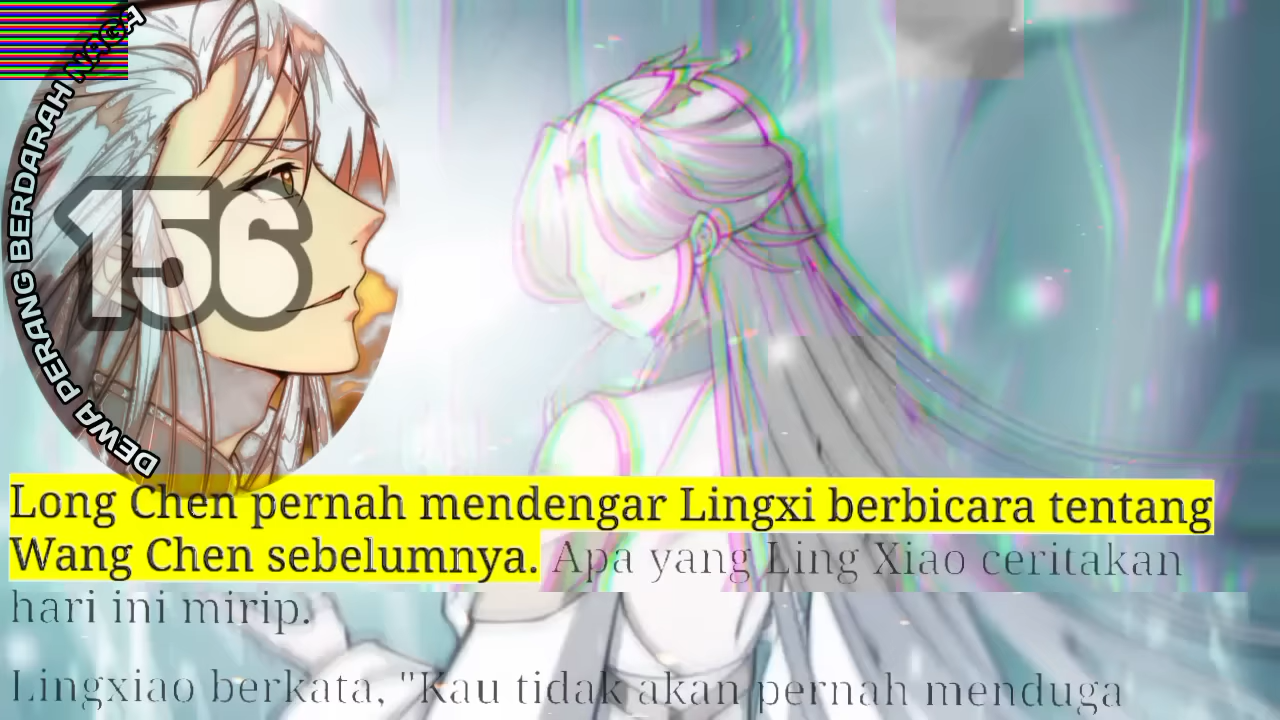 DEWA PERANG BERDARAH NAGA
156
Long Chen pernah mendengar Lingxi berbicara tentang
Wang Chen sebelumnya. Apa yang Ling Xiao ceritakan
hari ini mirip.
Lingxiao berkata, "Kau tidak akan pernah menduga